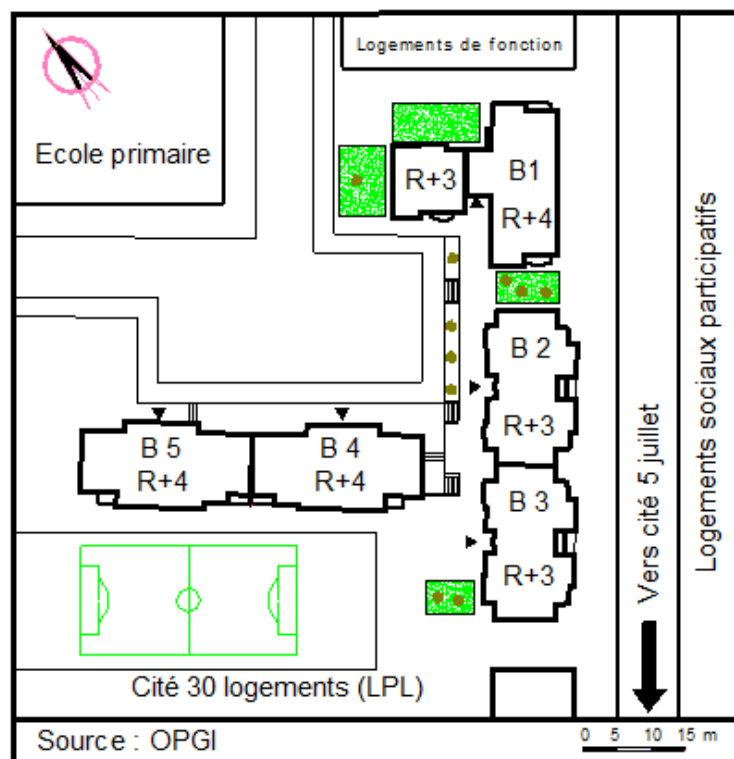 Logements de fonction
Ecole primaire
R+3
B1
R+4
B 2
R+3
B 5
R+4
B 4
R+4
B 3
R+3
Cité 30 logements (LPL)
Vers cité 5 juillet
Logements sociaux participatifs
Source : OPGI
0 5 10 15 m